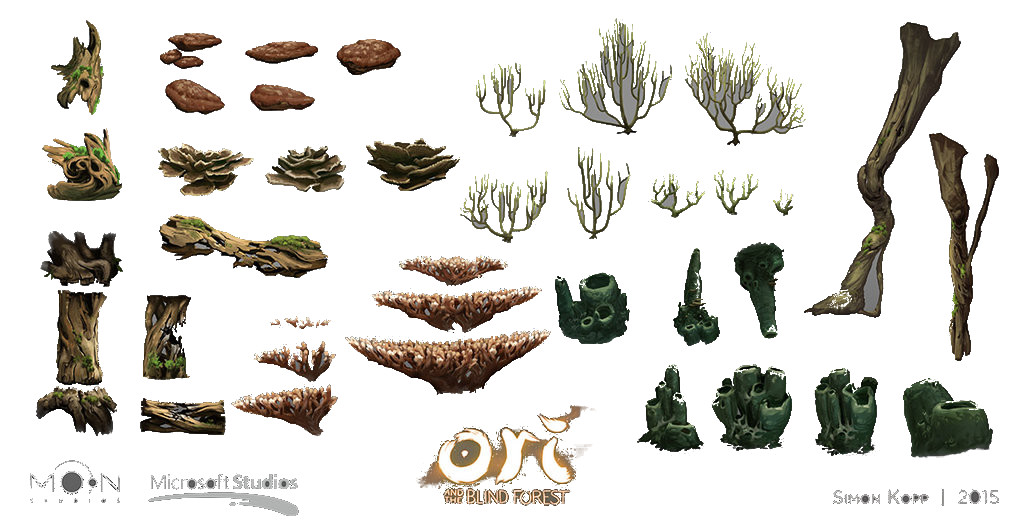 ori
AND THE BLIND FOREST
MOON
STUDIOS
Microsoft Studios
SIMON KOPP | 2015